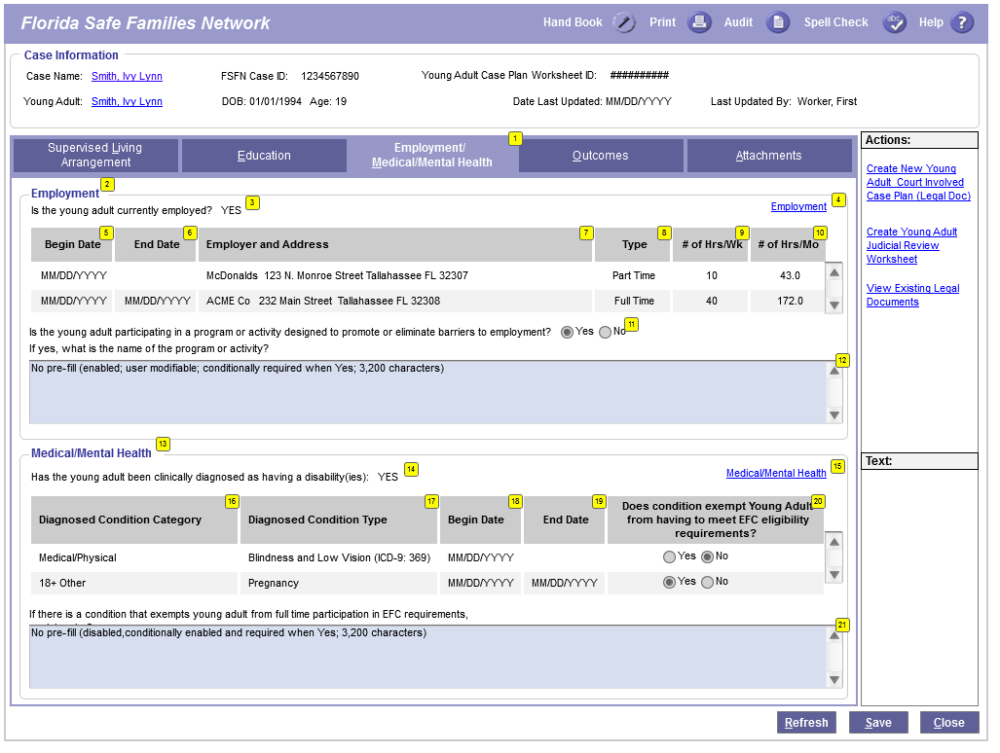 Florida Safe Families Network
Hand Book Print Audit Spell Check Help ?
Case Information
Case Name: Smith, Ivy Lynn FSFN Case ID: 1234567890 Young Adult Case Plan Worksheet ID: ##########
Young Adult: Smith, Ivy Lynn DOB: 01/01/1994 Age: 19 Date Last Updated: MM/DD/YYYY Last Updated By: Worker, First
Supervised Living
Arrangement
Education
Employment/
Medical/Mental Health
1
Outcomes
Attachments
Employment 2
Is the young adult currently employed? YES 3
Employment 4
Begin Date 5 End Date 6 Employer and Address 7 Type 8 # of Hrs/Wk 9 # of Hrs/Mo 10
MM/DD/YYYY McDonalds 123 N. Monroe Street Tallahassee FL 32307 Part Time 10 43.0
MM/DD/YYYY MM/DD/YYYY ACME Co 232 Main Street Tallahassee FL 32308 Full Time 40 172.0
Is the young adult participating in a program or activity designed to promote or eliminate barriers to employment? Yes No 11
If yes, what is the name of the program or activity?
No pre-fill (enabled; user modifiable; conditionally required when Yes; 3,200 characters) 12
Medical/Mental Health 13
Has the young adult been clinically diagnosed as having a disability(ies): YES 14
Medical/Mental Health 15
Diagnosed Condition Category 16 Diagnosed Condition Type 17 Begin Date 18 End Date 19
Does condition exempt Young Adult 20
from having to meet EFC eligibility
requirements?
Medical/Physical Blindness and Low Vision (ICD-9: 369) MM/DD/YYYY Yes No
18+ Other Pregnancy MM/DD/YYYY MM/DD/YYYY Yes No
If there is a condition that exempts young adult from full time participation in EFC requirements,
No pre-fill (disabled,conditionally enabled and required when Yes; 3,200 characters) 21
Actions:
Create New Young
Adult Court Involved
Case Plan (Legal Doc)
Create Young Adult
Judicial Review
Worksheet
View Existing Legal
Documents
Text:
Refresh Save Close